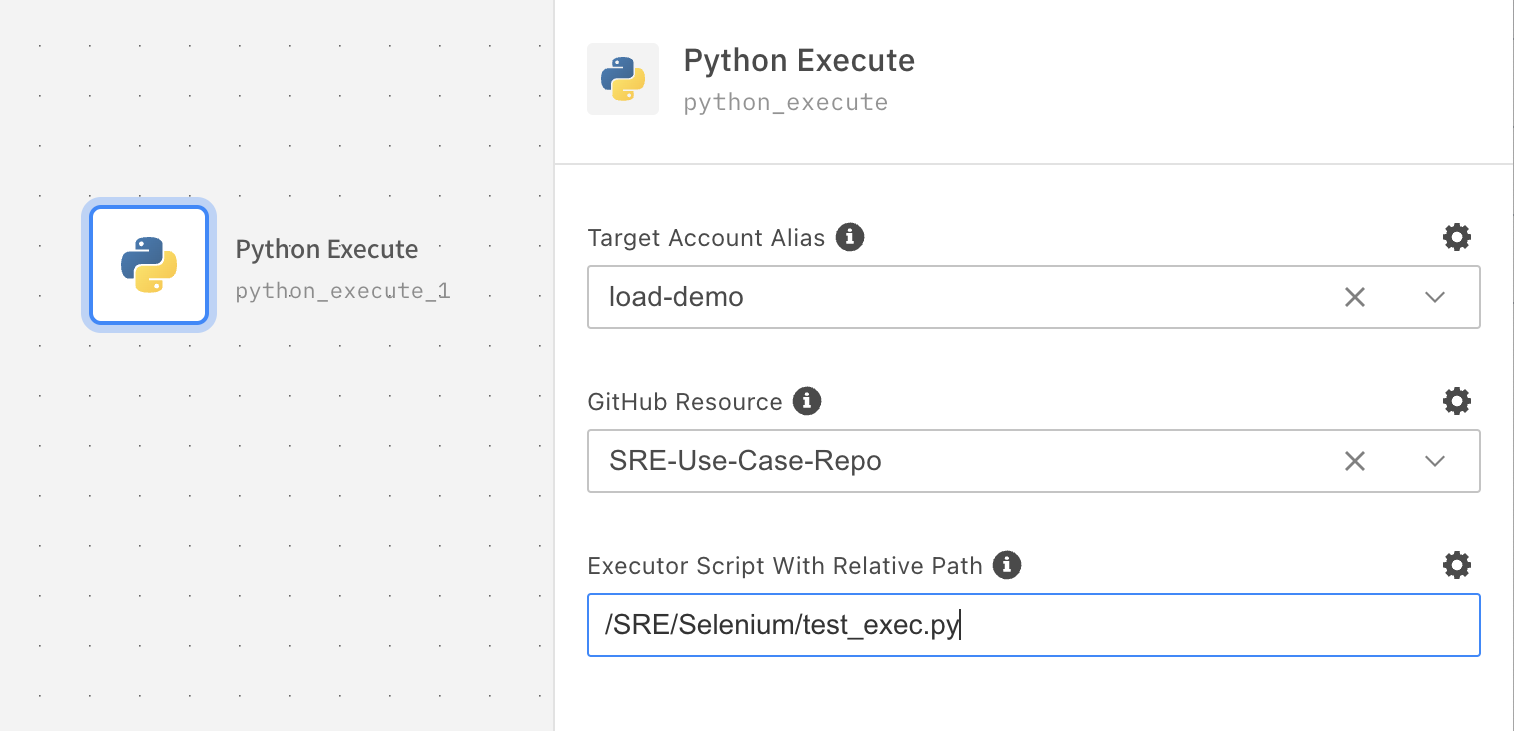 Python Execute
python_execute_1
Python Execute
python_execute
Target Account Alias
load-demo
GitHub Resource
SRE-Use-Case-Repo
Executor Script With Relative Path
/SRE/Selenium/test_exec.py